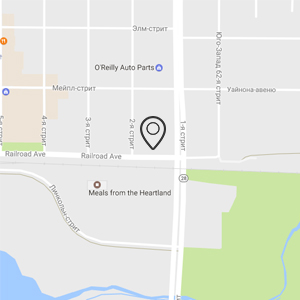 Элм-стрит
O'Reilly Auto Parts
Мейпл-стрит
Уайнона-авеню
Юго-Запад 62-я стрит
4-я стрит
3-я стрит
2-я стрит
1-я стрит
Railroad Ave
Railroad Ave
28
Meals from the Heartland
Линкольн-стрит